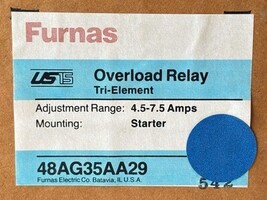 Furnas
US15 Overload Relay
Tri-Element
Adjustment Range: 4.5-7.5 Amps
Mounting: Starter
48AG35AA29
Furnas Electric Co. Batavia, IL U.S.A.
542